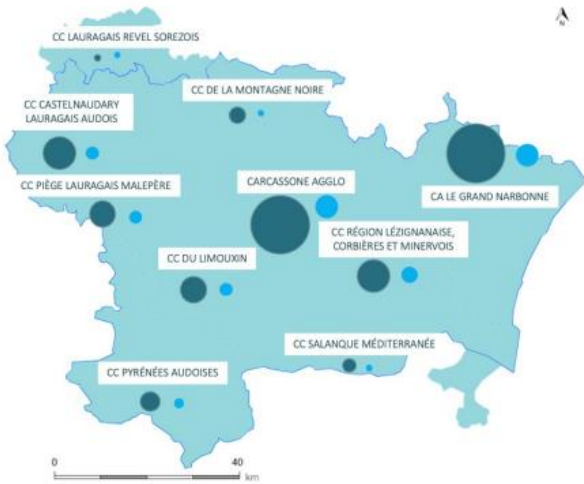 N
CC LAURAGAIS REVEL SOREZOIS
CC DE LA MONTAGNE NOIRE
CC CASTELNAUDARY
LAURAGAIS AUDOIS
CC PIÈGE LAURAGAIS MALEPÈRE
CARCASSONE AGGLO
CA LE GRAND NARBONNE
CC RÉGION LÉZIGNANAISE,
CORBIÈRES ET MINERVOIS
CC DU LIMOUXIN
CC SALANQUE MÉDITERRANÉE
CC PYRÉNÉES AUDOISES
0 40
km